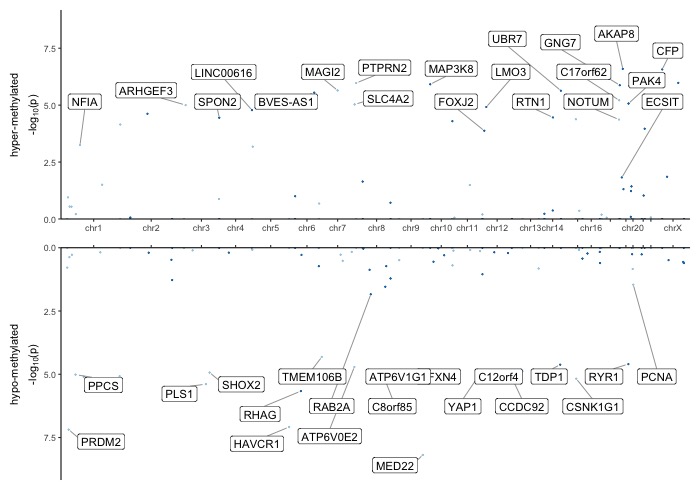 AKAP8
UBR7
GNG7
CFP
LINC00616
MAGI2
PTPRN2
MAP3K8
LMO3
C17orf62
PAK4
ARHGEF3
NFIA
SPON2
BVES-AS1
SLC4A2
FOXJ2
RTN1
NOTUM
ECSIT
hyper-methylated
-log10(p)
7.5
5.0
2.5
0.0
chr1 chr2 chr3 chr4 chr5 chr6 chr7 chr8 chr9 chr10 chr11 chr12 chr13 chr14 chr16 chr20 chrX
hypo-methylated
-log10(p)
0.0
2.5
5.0
7.5
PPCS
PLS1
SHOX2
TMEM106B
ATP6V1G1
FXN4
C12orf4
TDP1
RYR1
PCNA
RHAG
RAB2A
C8orf85
YAP1
CCDC92
CSNK1G1
PRDM2
HAVCR1
ATP6V0E2
MED22